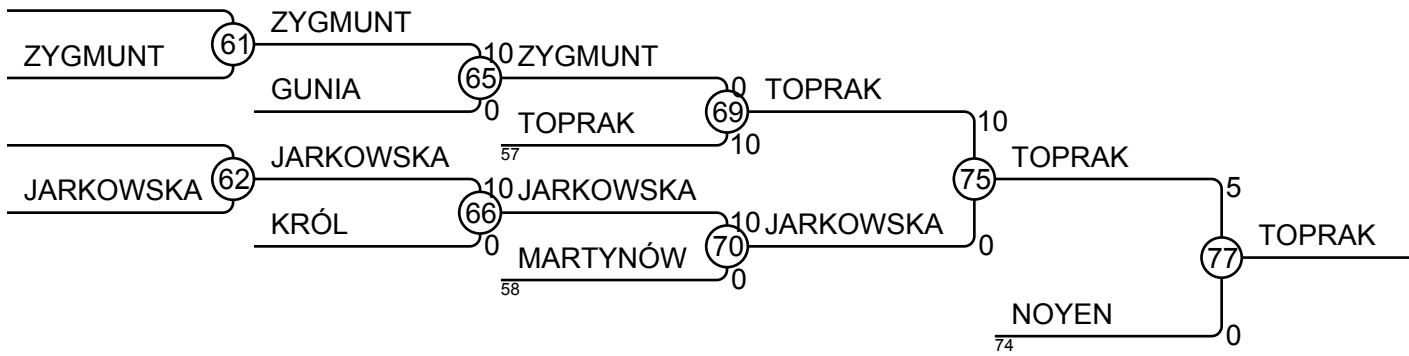 ZYGMUNT
61
ZYGMUNT
10
GUNIA
65
0
ZYGMUNT
0
TOPRAK
57
69
10
TOPRAK
10
JARKOWSKA
62
JARKOWSKA
10
KRÓL
66
0
JARKOWSKA
10
MARTYNÓW
58
70
0
JARKOWSKA
0
75
TOPRAK
5
NOYEN
74
77
0
TOPRAK